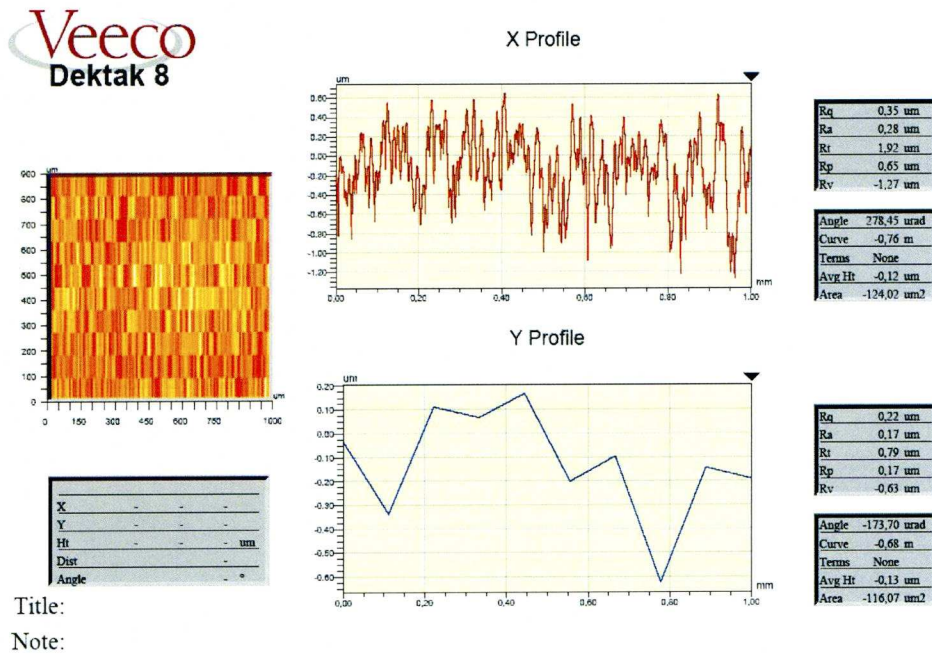 Veeco
Dektak 8
X Profile
um
0.60
0.40
0.20
0.00
-0.20
-0.40
-0.60
-0.80
-1.00
-1.20
0,00 0,20 0,40 0,60 0,80 1,00
mm
Rq 0,35 um
Ra 0,28 um
Rt 1,92 um
Rp 0,65 um
Rv -1,27 um
Angle 278,45 urad
Curve -0,76 m
Terms None
Avg Ht -0,12 um
Area -124,02 um2
um
900
800
700
600
500
400
300
200
100
0
0 150 450 600 750 1000
um
Y Profile
um
0.20
0.10
0.00
-0.10
-0.20
-0.30
-0.40
-0.50
-0.60
0,00 0,20 0,40 0,60 0,80 1,00
mm
Rq 0,22 um
Ra 0,17 um
Rt 0,79 um
Rp 0,17 um
Rv -0,63 um
Angle -173,70 urad
Curve -0,68 m
Terms None
Avg Ht -0,13 um
Area -116,07 um2
X - - -
Y - - -
Ht - - - um
Dist -
Angle - °
Title:
Note: